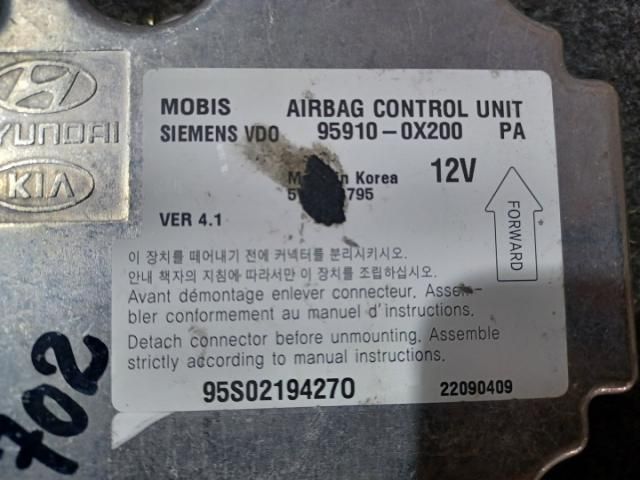 HYUNDAI
KIA
MOBIS AIRBAG CONTROL UNIT
SIEMENS VDO 95910-0X200 PA
in Korea 12V
795
VER 4.1
FORWARD
이 장치를 떼어내기 전에 커넥터를 분리시키시오.
안내 책자의 지침에 따라서만 이 장치를 조립하십시오.
Avant démontage enlever connecteur. Assem-
bler conformement au manuel d'instructions.
Detach connector before unmounting. Assemble
strictly according to manual instructions.
95S02194270 22090409
702